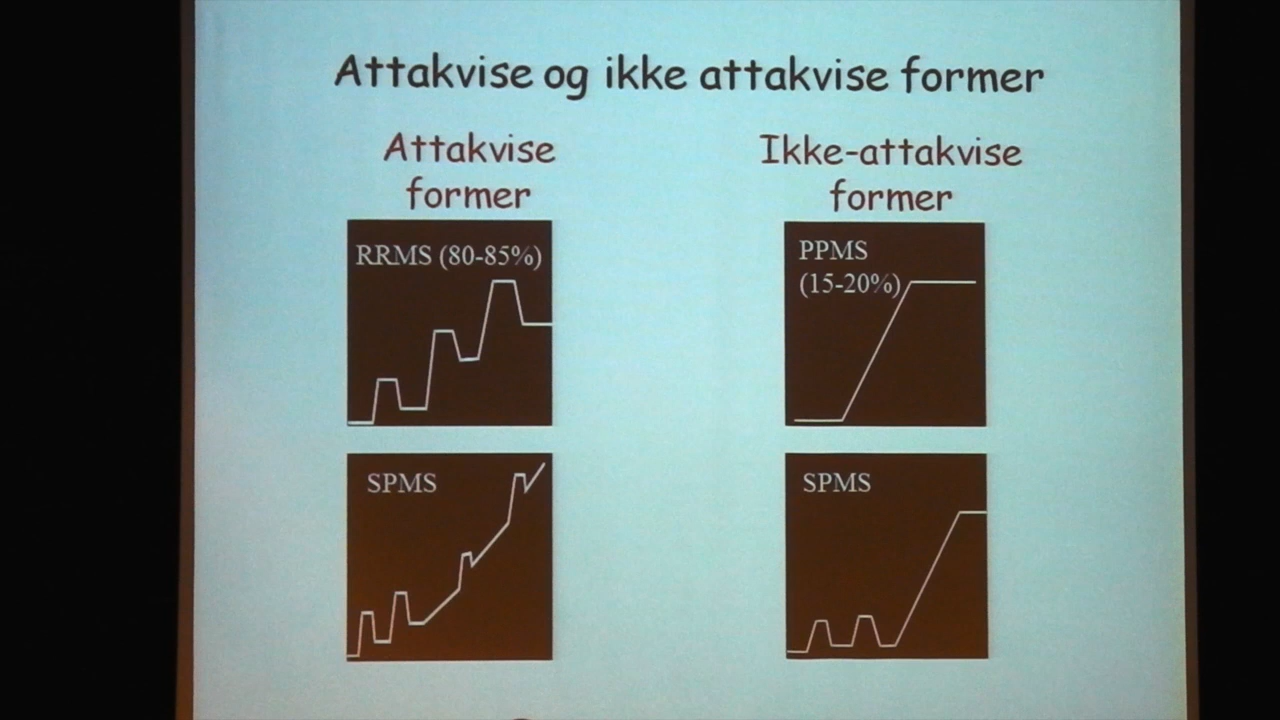 Attakvise og ikke attakvise former
Attakvise
former
Ikke-attakvise
former
RRMS (80-85%)
PPMS
(15-20%)
SPMS
SPMS